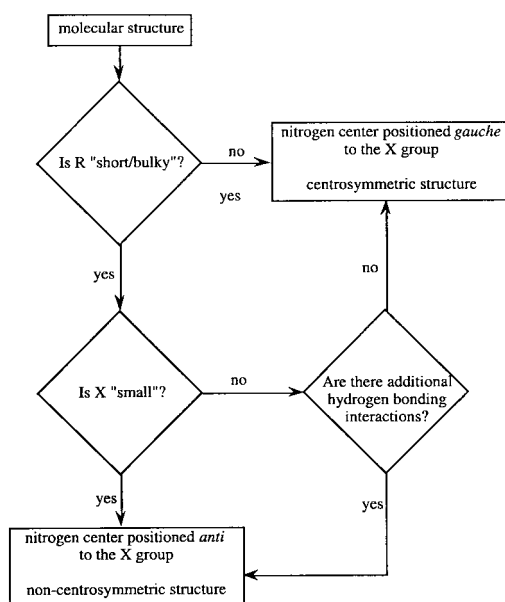 molecular structure
Is R "short/bulky"?
no
yes
nitrogen center positioned gauche
to the X group
centrosymmetric structure
yes
no
Is X "small"?
no
Are there additional
hydrogen bonding
interactions?
yes
yes
nitrogen center positioned anti
to the X group
non-centrosymmetric structure